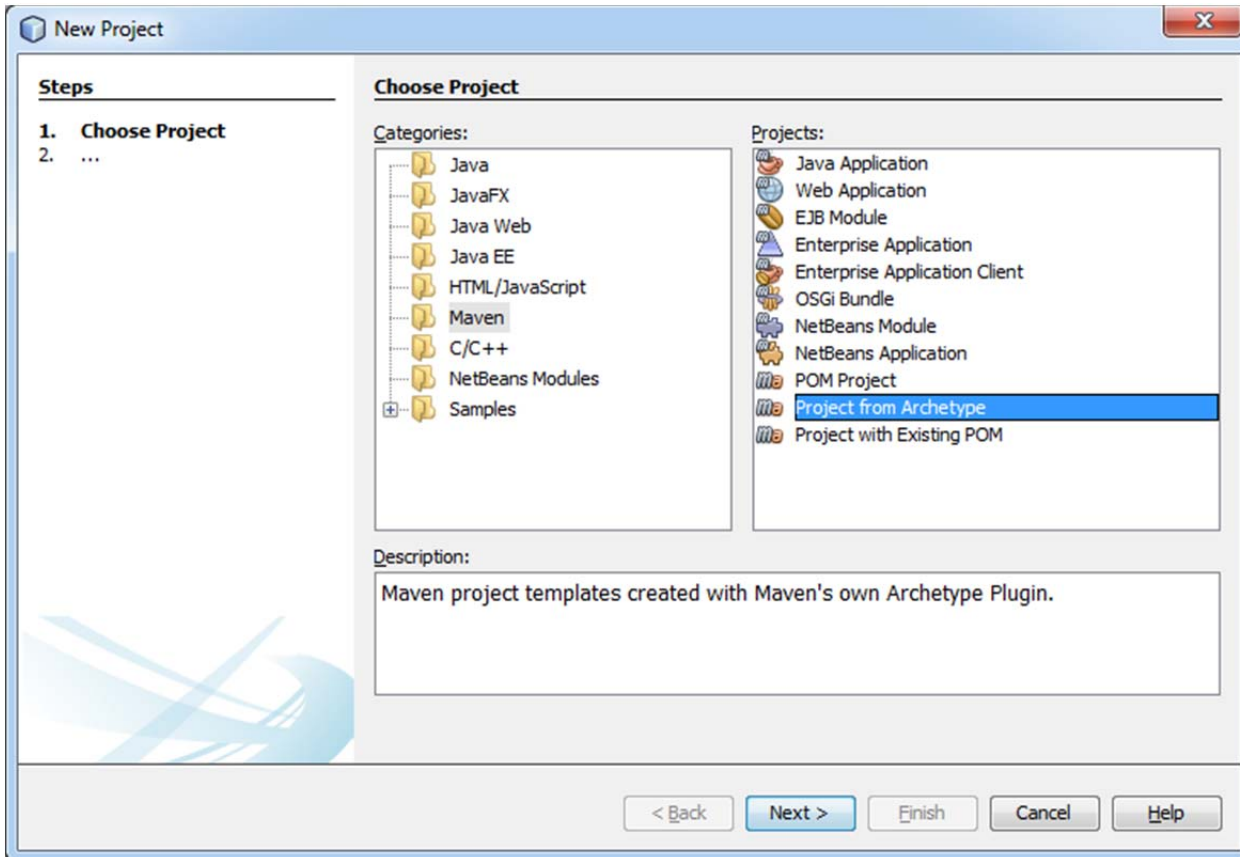 New Project
Steps
1. Choose Project
2. ...
Choose Project
Categories:
Java
JavaFX
Java Web
Java EE
HTML/JavaScript
Maven
C/C++
NetBeans Modules
Samples
Projects:
Java Application
Web Application
EJB Module
Enterprise Application
Enterprise Application Client
OSGi Bundle
NetBeans Module
NetBeans Application
POM Project
Project from Archetype
Project with Existing POM
Description:
Maven project templates created with Maven's own Archetype Plugin.
< Back Next > Finish Cancel Help